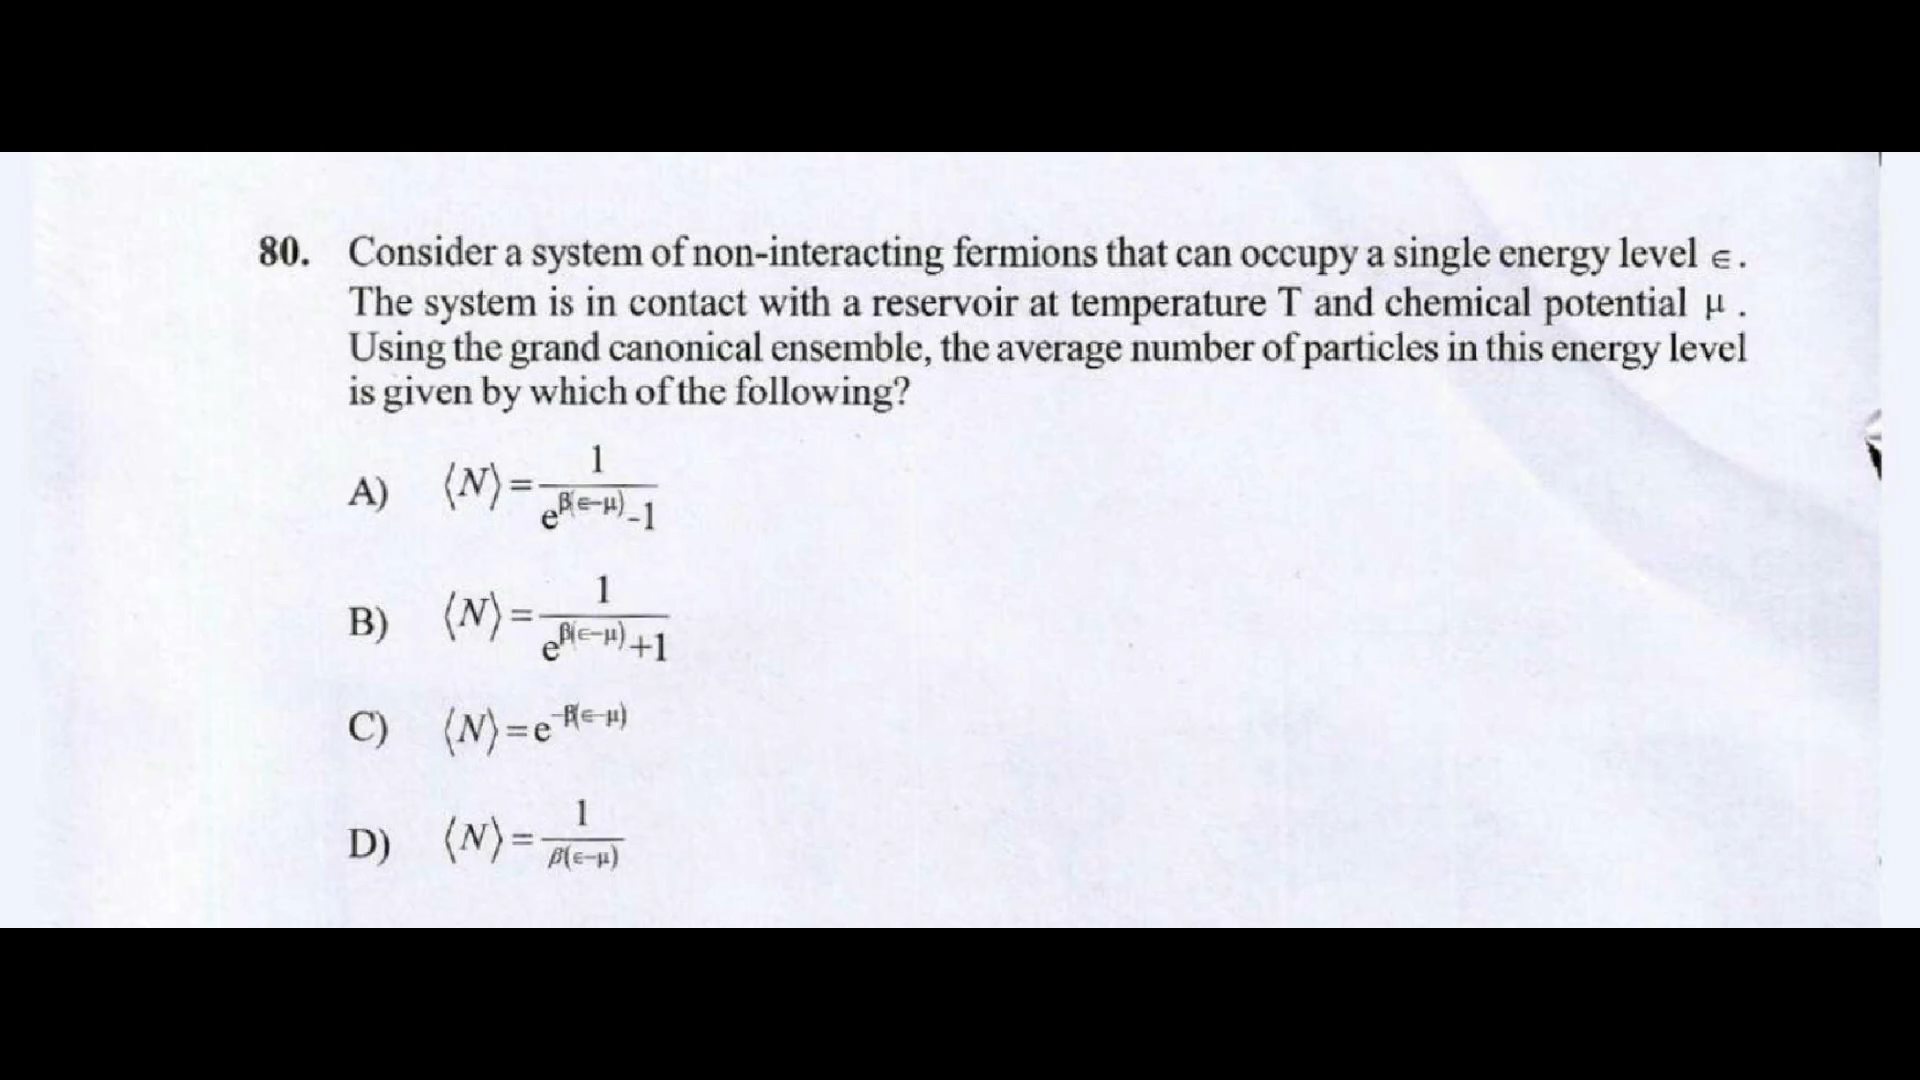 80. Consider a system of non-interacting fermions that can occupy a single energy level ∈.
The system is in contact with a reservoir at temperature T and chemical potential μ.
Using the grand canonical ensemble, the average number of particles in this energy level
is given by which of the following?
A) ⟨N⟩ = 1 / (e^β(∈−μ) -1)
B) ⟨N⟩ = 1 / (e^β(∈−μ) +1)
C) ⟨N⟩ = e^−β(∈−μ)
D) ⟨N⟩ = 1 / β(∈−μ)